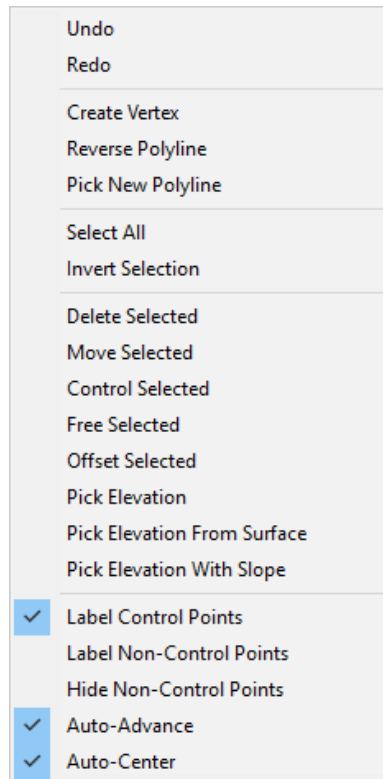 Undo
Redo
Create Vertex
Reverse Polyline
Pick New Polyline
Select All
Invert Selection
Delete Selected
Move Selected
Control Selected
Free Selected
Offset Selected
Pick Elevation
Pick Elevation From Surface
Pick Elevation With Slope
Label Control Points
Label Non-Control Points
Hide Non-Control Points
Auto-Advance
Auto-Center